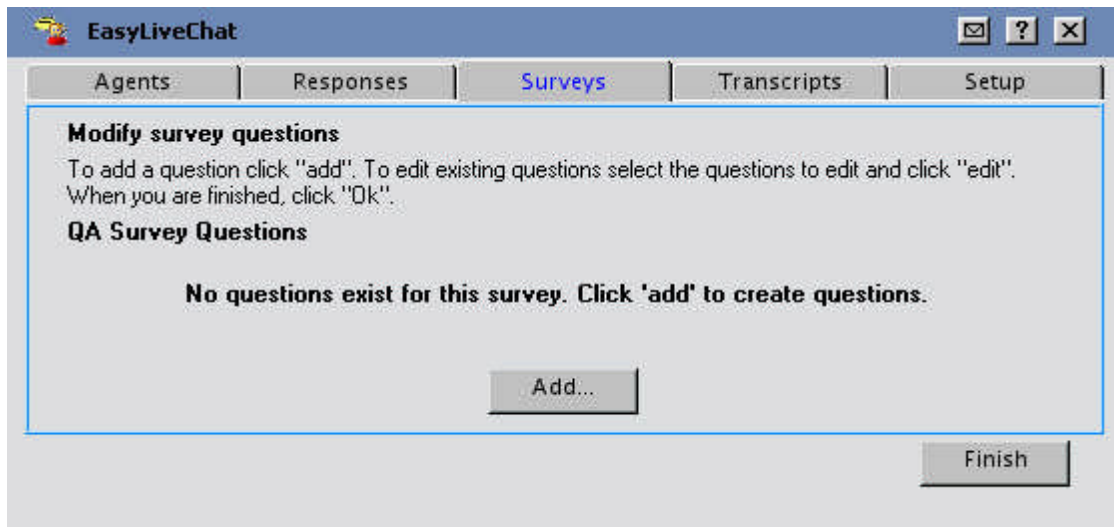 EasyLiveChat
?
Agents Responses Surveys Transcripts Setup
Modify survey questions
To add a question click "add". To edit existing questions select the questions to edit and click "edit".
When you are finished, click "Ok".
QA Survey Questions
No questions exist for this survey. Click 'add' to create questions.
Add...
Finish